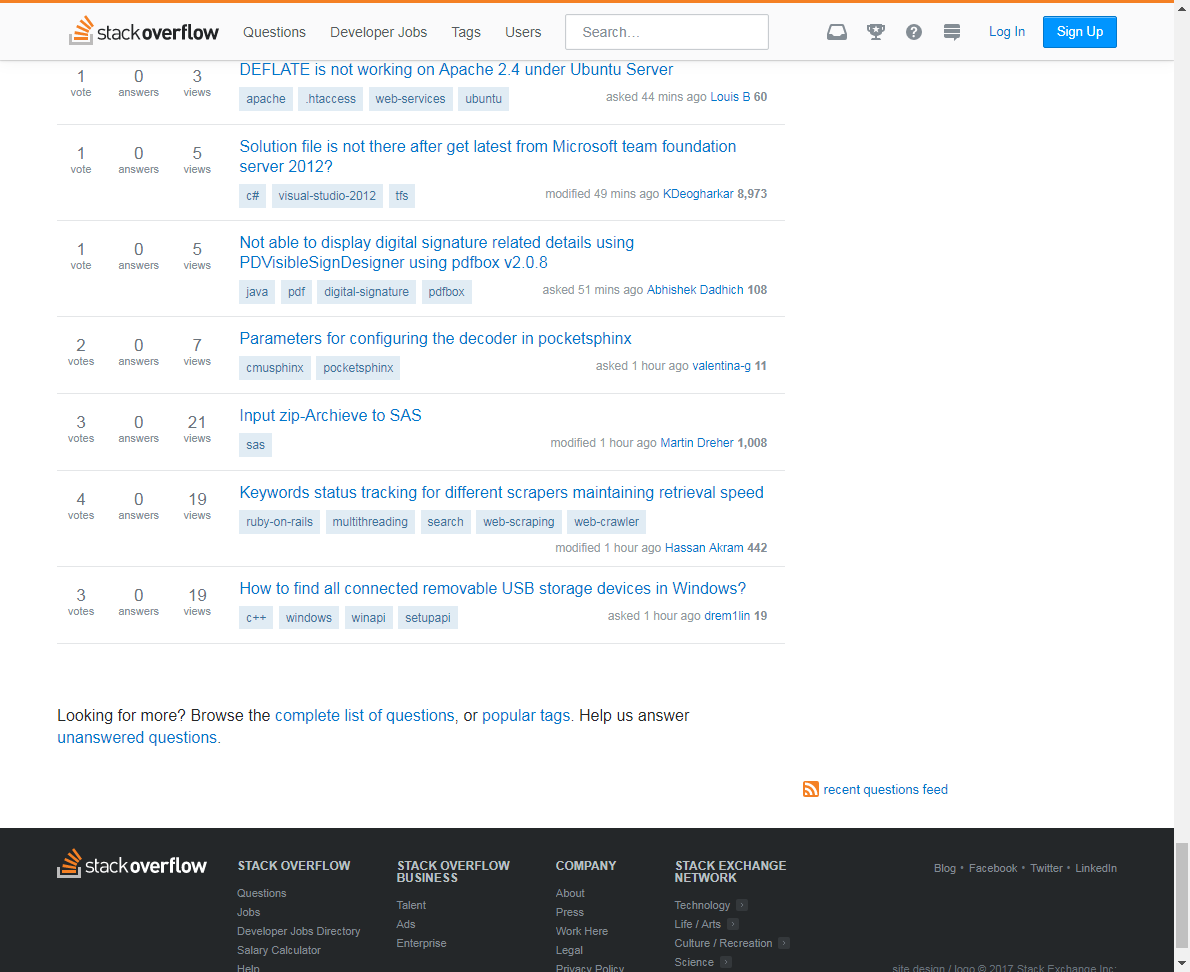 stackoverflow Questions Developer Jobs Tags Users Search... Log In Sign Up
DEFLATE is not working on Apache 2.4 under Ubuntu Server
1 0 3
vote answers views
apache .htaccess web-services ubuntu asked 44 mins ago Louis B 60
Solution file is not there after get latest from Microsoft team foundation
server 2012?
1 0 5
vote answers views
c# visual-studio-2012 tfs modified 49 mins ago KDeogharkar 8,973
Not able to display digital signature related details using
PDVisibleSignDesigner using pdfbox v2.0.8
1 0 5
vote answers views
java pdf digital-signature pdfbox asked 51 mins ago Abhishek Dadhich 108
Parameters for configuring the decoder in pocketsphinx
2 0 7
votes answers views
cmusphinx pocketsphinx asked 1 hour ago valentina-g 11
Input zip-Archieve to SAS
3 0 21
votes answers views
sas modified 1 hour ago Martin Dreher 1,008
Keywords status tracking for different scrapers maintaining retrieval speed
4 0 19
votes answers views
ruby-on-rails multithreading search web-scraping web-crawler
modified 1 hour ago Hassan Akram 442
How to find all connected removable USB storage devices in Windows?
3 0 19
votes answers views
c++ windows winapi setupapi asked 1 hour ago drem1lin 19
Looking for more? Browse the complete list of questions, or popular tags. Help us answer
unanswered questions.
recent questions feed
stackoverflow
STACK OVERFLOW
Questions
Jobs
Developer Jobs Directory
Salary Calculator
Help
STACK OVERFLOW
BUSINESS
Talent
Ads
Enterprise
COMPANY
About
Press
Work Here
Legal
Privacy Policy
STACK EXCHANGE
NETWORK
Technology
Life / Arts
Culture / Recreation
Science
Blog • Facebook • Twitter • LinkedIn
site design / logo © 2017 Stack Exchange Inc;